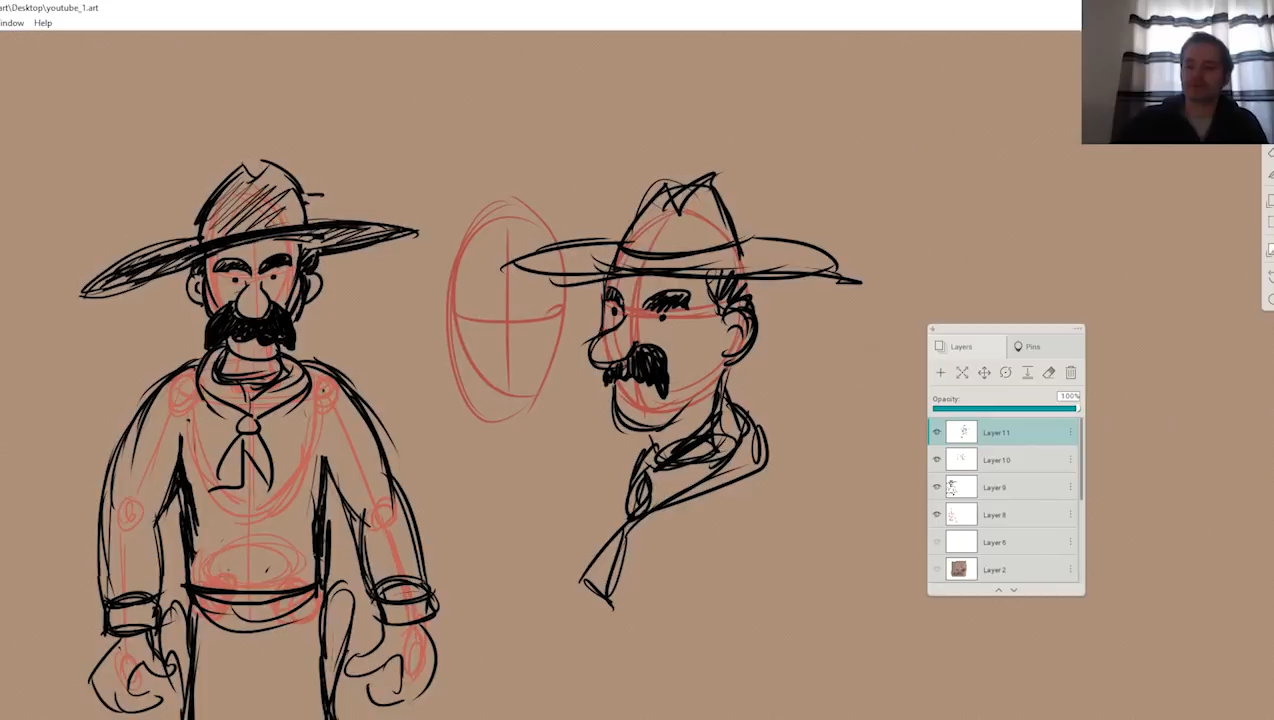 art\Desktop\youtube_1.art
indow Help
Layers Pins
Opacity: 100%
Layer 11
Layer 10
Layer 9
Layer 8
Layer 6
Layer 2